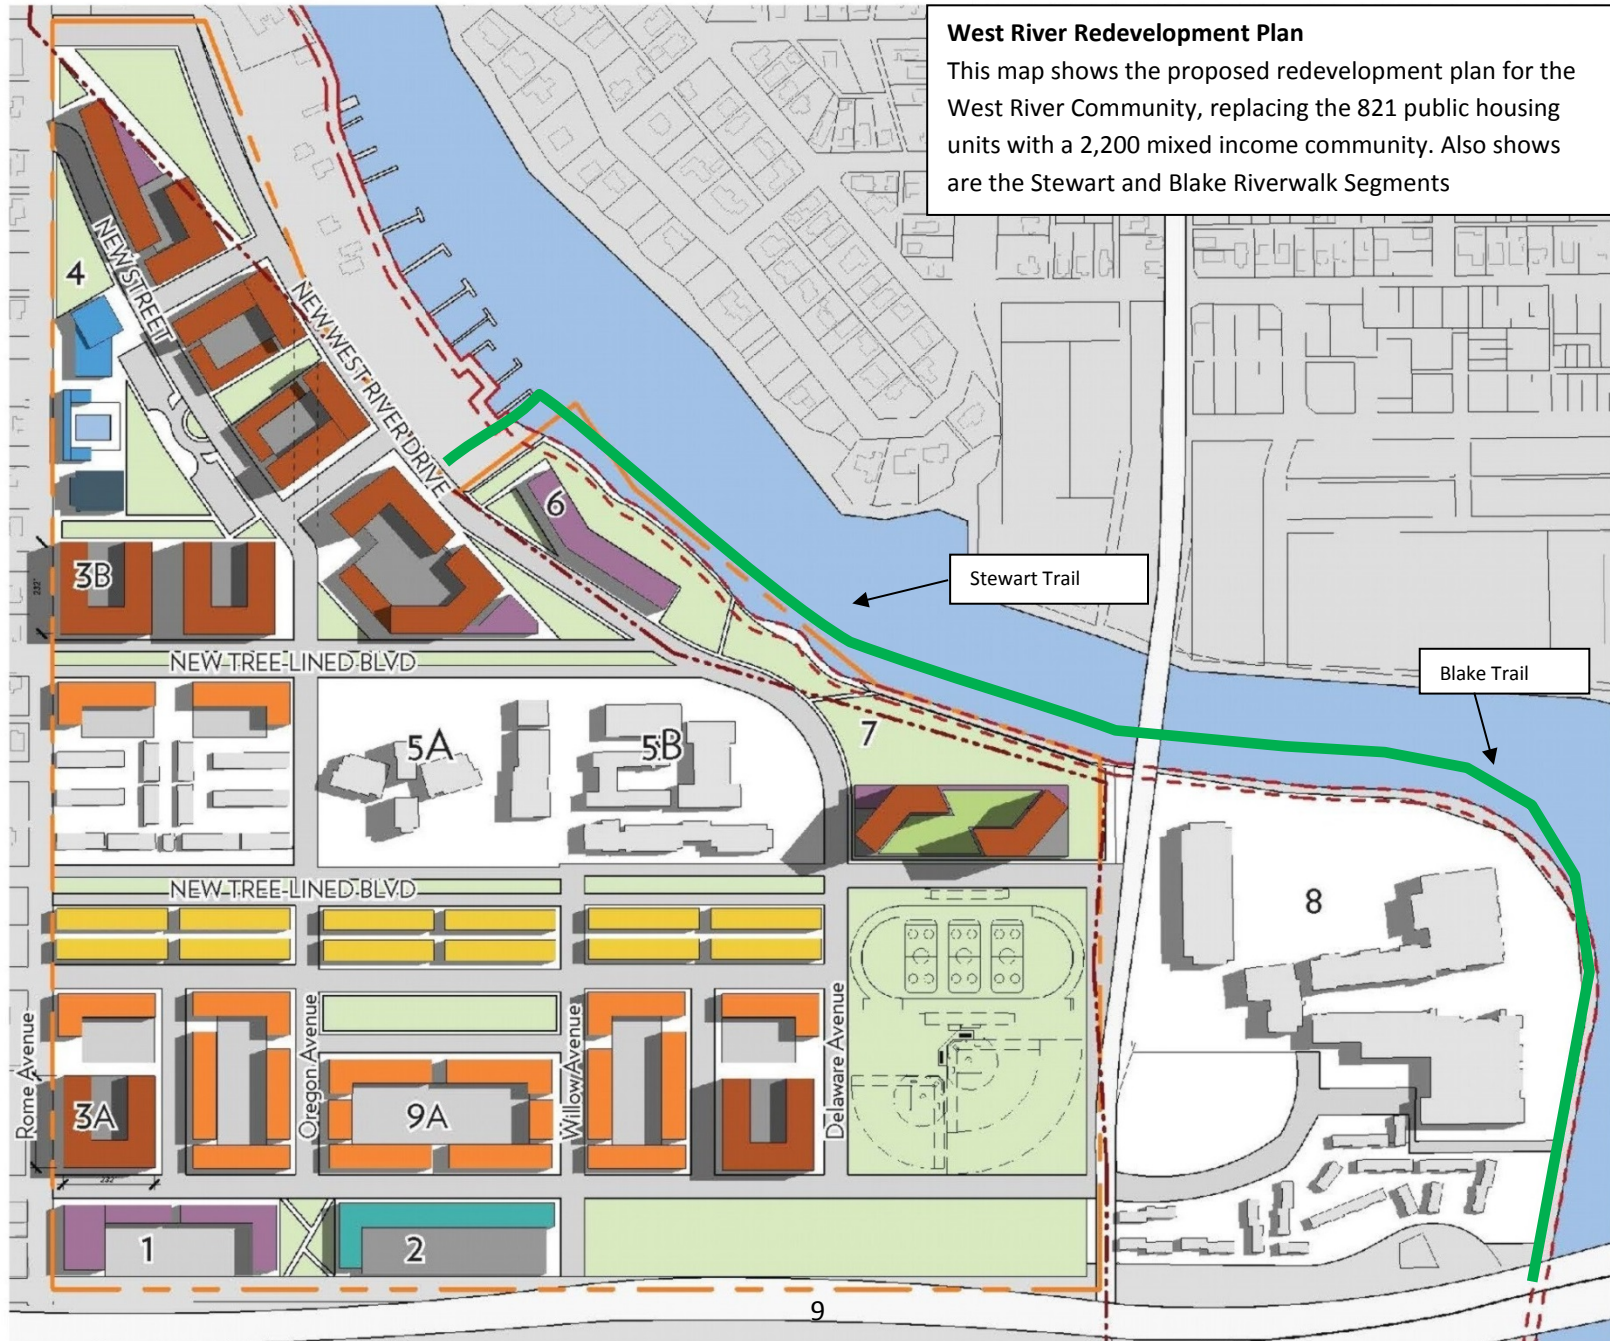 West River Redevelopment Plan
This map shows the proposed redevelopment plan for the
West River Community, replacing the 821 public housing
units with a 2,200 mixed income community. Also shows
are the Stewart and Blake Riverwalk Segments
4
NEW STREET
NEW WEST RIVER DRIVE
6
3B
232'
Stewart Trail
NEW TREE-LINED BLVD
Blake Trail
5A
5B
7
NEW TREE-LINED BLVD
8
Rome Avenue
Oregon Avenue
Willow Avenue
Delaware Avenue
3A
9A
232'
1
2
9